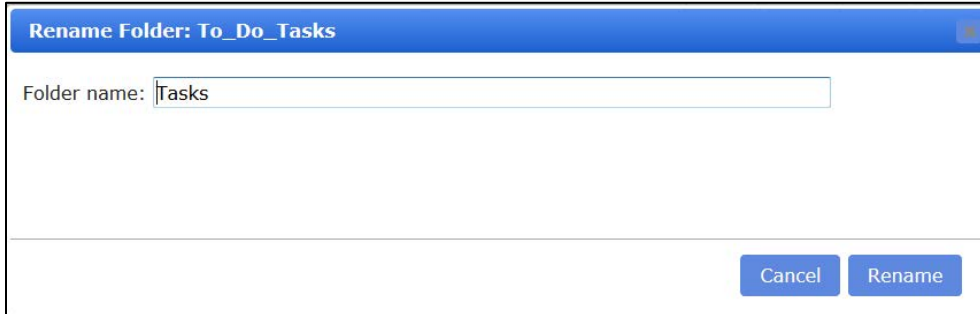 Rename Folder: To_Do_Tasks
Folder name: Tasks
Cancel Rename